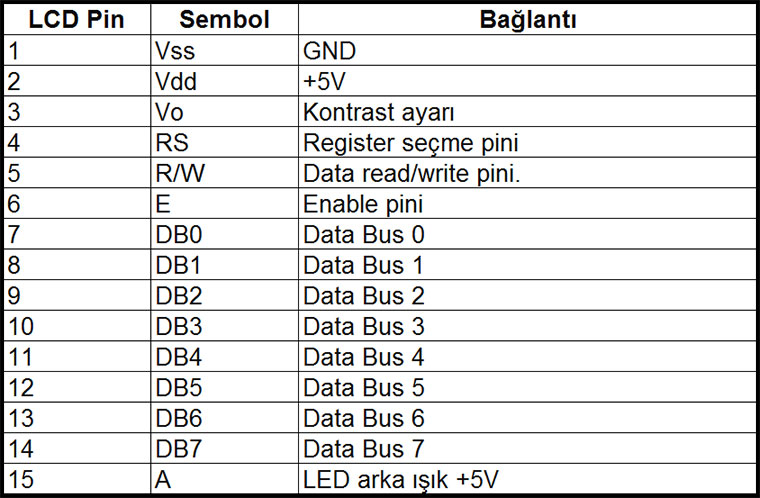 LCD Pin Sembol Bağlantı
1 Vss GND
2 Vdd +5V
3 Vo Kontrast ayarı
4 RS Register seçme pini
5 R/W Data read/write pini.
6 E Enable pini
7 DB0 Data Bus 0
8 DB1 Data Bus 1
9 DB2 Data Bus 2
10 DB3 Data Bus 3
11 DB4 Data Bus 4
12 DB5 Data Bus 5
13 DB6 Data Bus 6
14 DB7 Data Bus 7
15 A LED arka ışık +5V